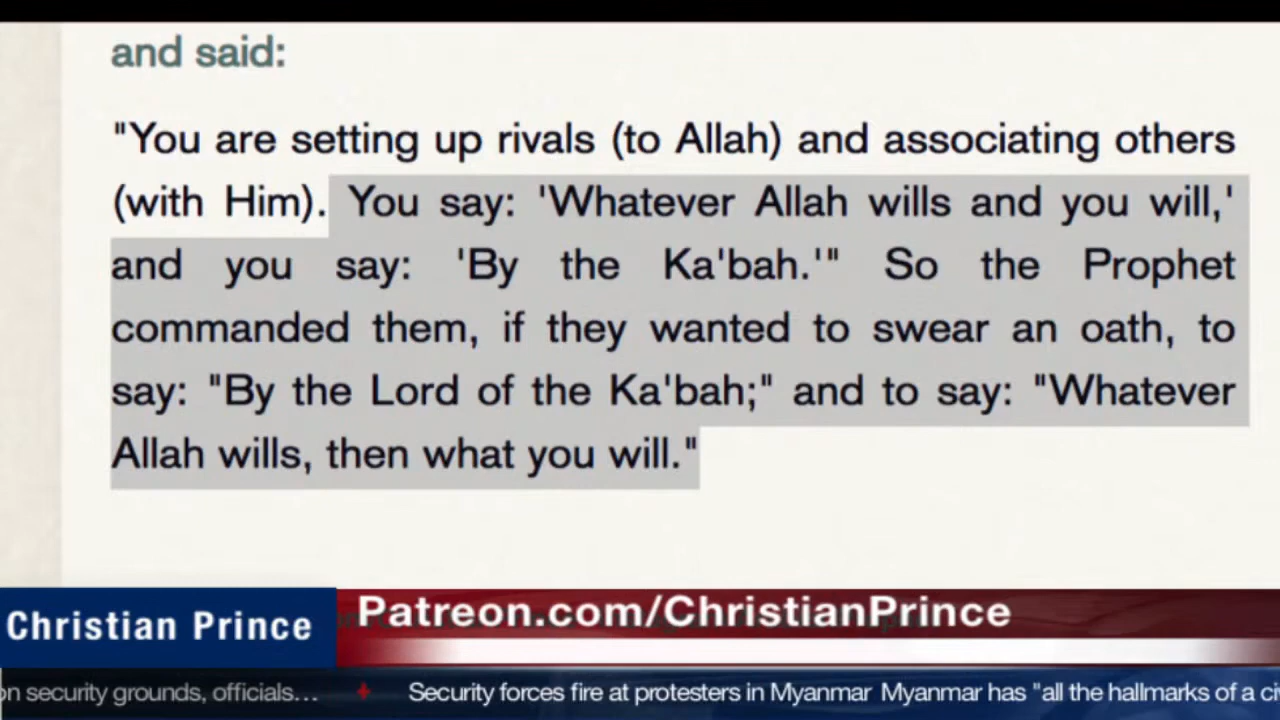 and said:
"You are setting up rivals (to Allah) and associating others
(with Him). You say: 'Whatever Allah wills and you will,'
and you say: 'By the Ka'bah.'" So the Prophet
commanded them, if they wanted to swear an oath, to
say: "By the Lord of the Ka'bah;" and to say: "Whatever
Allah wills, then what you will."
Christian Prince
Patreon.com/ChristianPrince
on security grounds, officials... Security forces fire at protesters in Myanmar Myanmar has "all the hallmarks of a ci